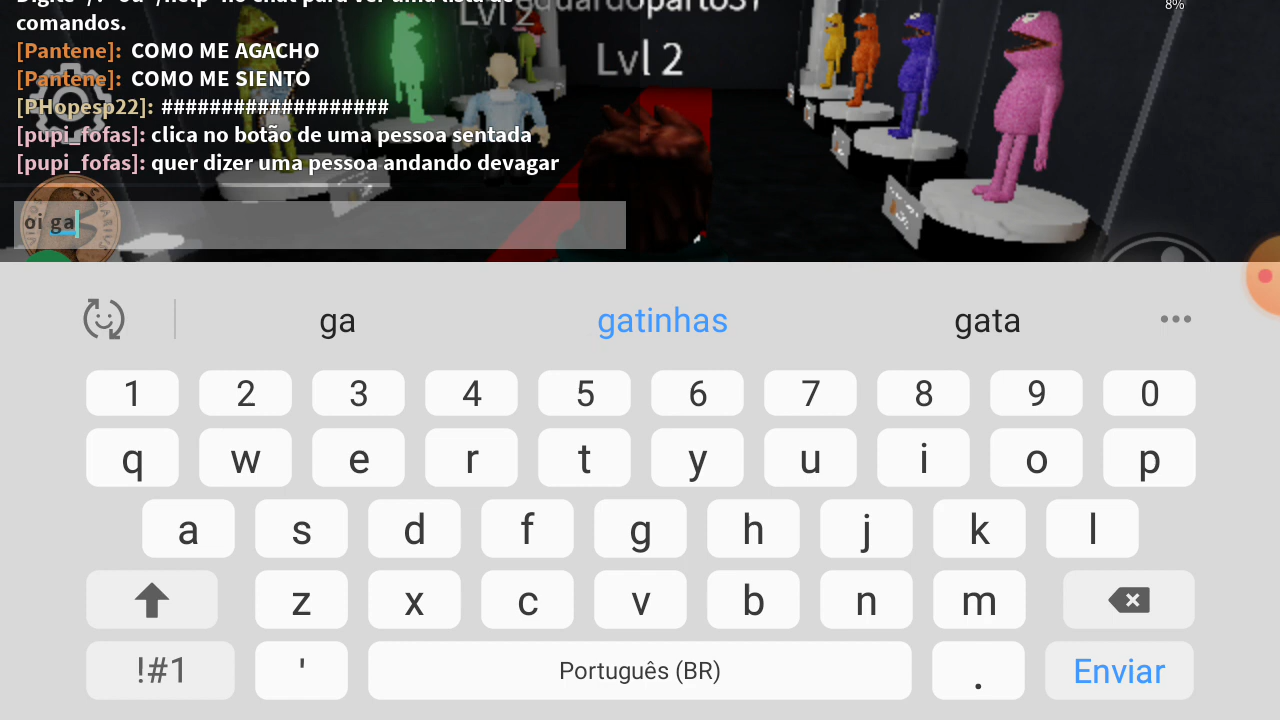 comandos.
[Pantene]: COMO ME AGACHO
[Pantene]: COMO ME SIENTO
[PHopesp22]: ###################
[pupi_fofas]: clica no botão de uma pessoa sentada
[pupi_fofas]: quer dizer uma pessoa andando devagar
Lvl 2
Lvl 2
8%
oi ga
ga gatinhas gata
1 2 3 4 5 6 7 8 9 0
q w e r t y u i o p
a s d f g h j k l
z x c v b n m
!#1 ' Português (BR) . Enviar